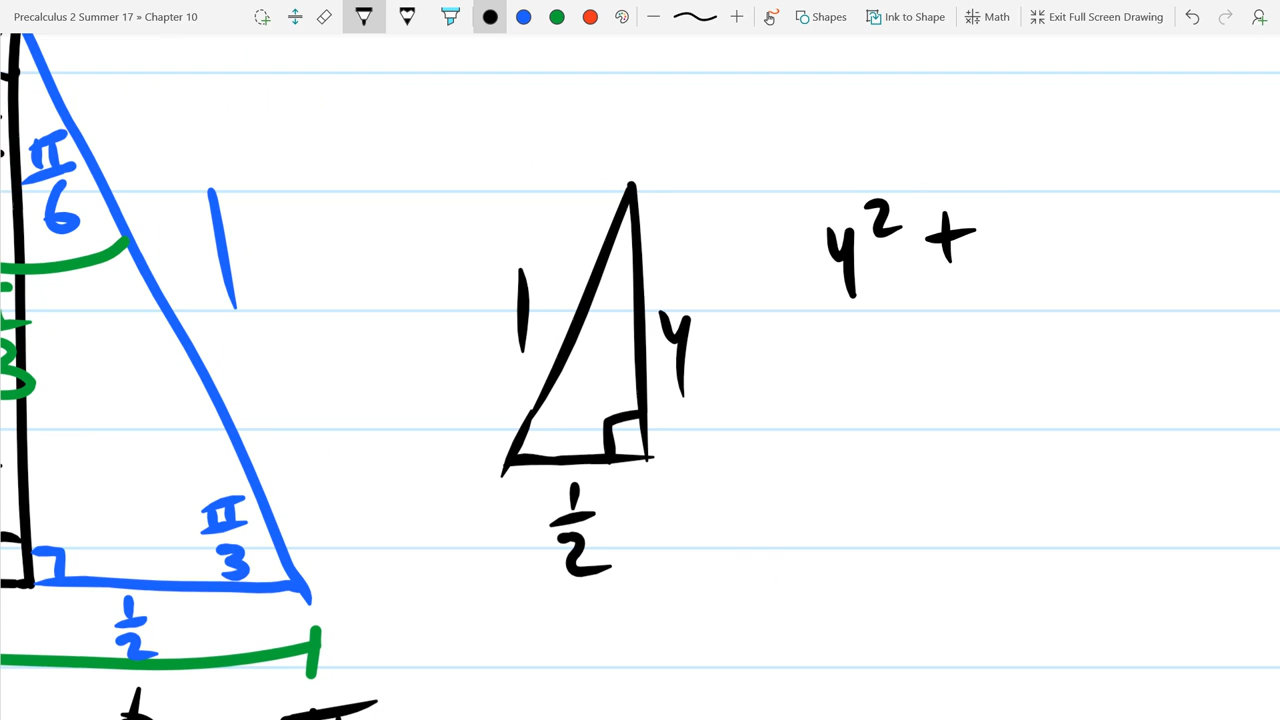 Precalculus 2 Summer 17 » Chapter 10
Shapes
Ink to Shape
Math
Exit Full Screen Drawing
π/6
1
π/3
1/2
1
y
1/2
y² +